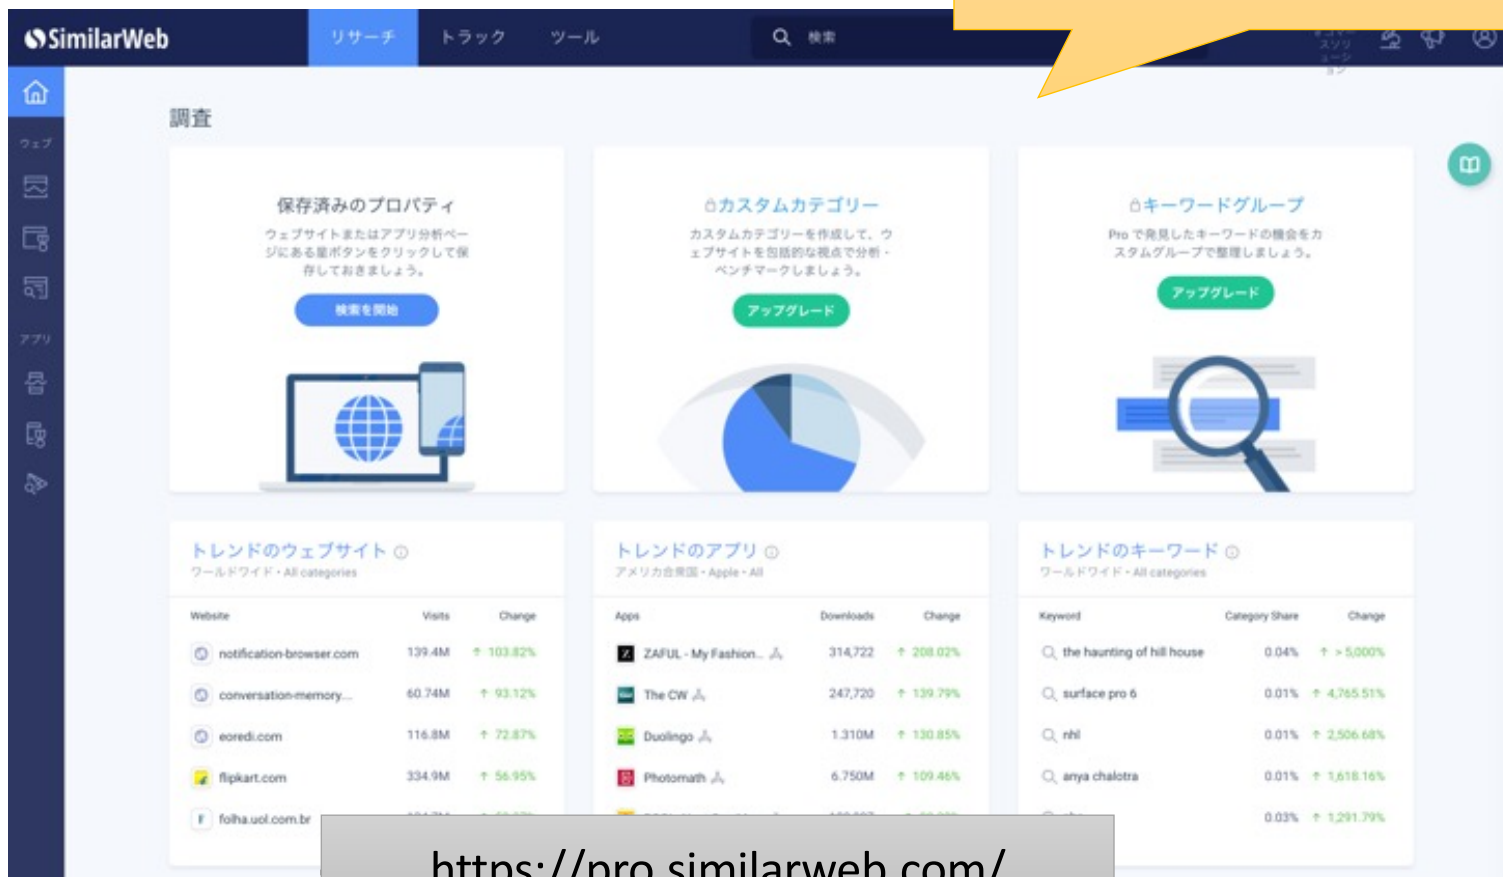 SimilarWeb
リサーチ
トラック
ツール
検索
スソリ
ューシ
ョン
ウェブ
アプリ
調査
保存済みのプロパティ
ウェブサイトまたはアプリ分析ペー
ジにある星ボタンをクリックして保
存しておきましょう。
検索を開始
カスタムカテゴリー
カスタムカテゴリーを作成して、ウ
ェブサイトを包括的な視点で分析・
ベンチマークしましょう。
アップグレード
キーワードグループ
Pro で発見したキーワードの機会をカ
スタムグループで整理しましょう。
アップグレード
トレンドのウェブサイト
ワールドワイド • All categories
Website Visits Change
notification-browser.com 139.4M ↑ 103.82%
conversation-memory... 60.74M ↑ 93.12%
eoredi.com 116.8M ↑ 72.87%
flipkart.com 334.9M ↑ 56.95%
folha.uol.com.br
トレンドのアプリ
アメリカ合衆国 • Apple • All
Apps Downloads Change
ZAFUL - My Fashion... 314,722 ↑ 208.02%
The CW 247,720 ↑ 139.79%
Duolingo 1.310M ↑ 130.85%
Photomath 6.750M ↑ 109.46%
トレンドのキーワード
ワールドワイド • All categories
Keyword Category Share Change
the haunting of hill house 0.04% ↑ > 5,000%
surface pro 6 0.01% ↑ 4,765.51%
nhl 0.01% ↑ 2,506.68%
anya chalotra 0.01% ↑ 1,618.16%
0.03% ↑ 1,291.79%
https://pro.similarweb.com/